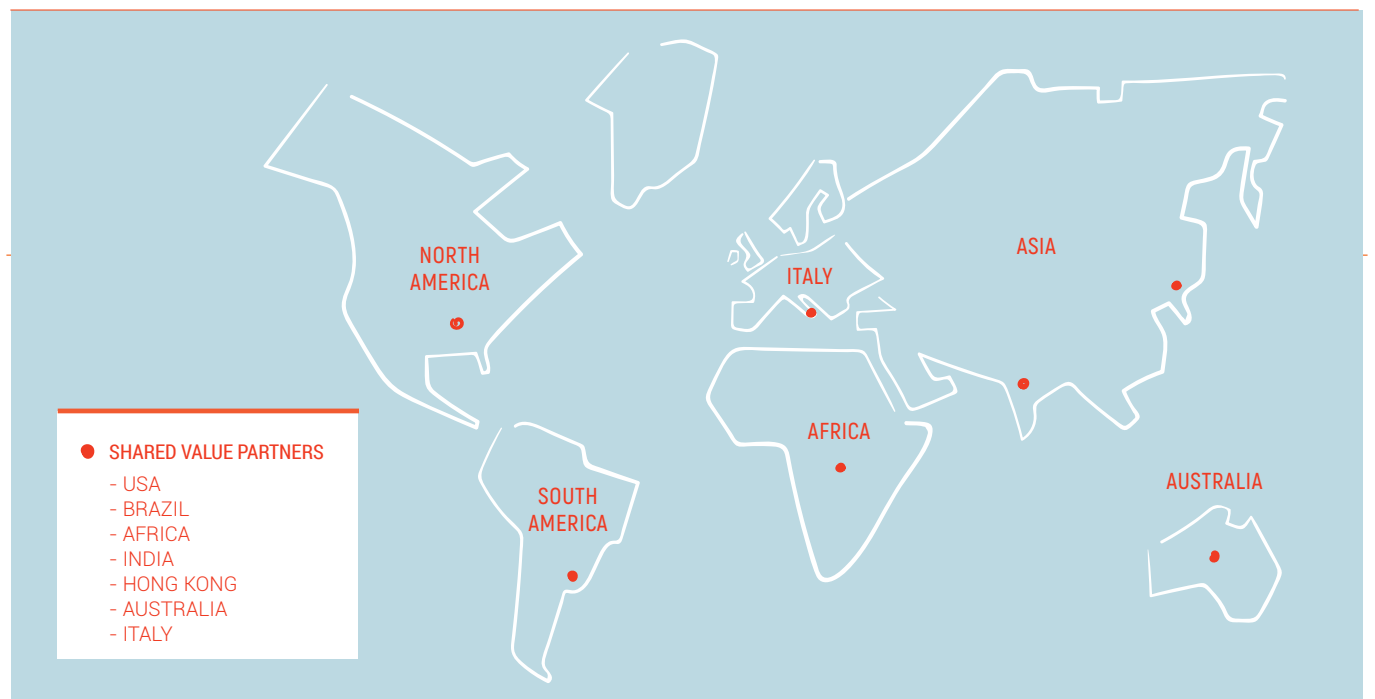 NORTH
AMERICA
ITALY
ASIA
AFRICA
SOUTH
AMERICA
AUSTRALIA
SHARED VALUE PARTNERS
- USA
- BRAZIL
- AFRICA
- INDIA
- HONG KONG
- AUSTRALIA
- ITALY